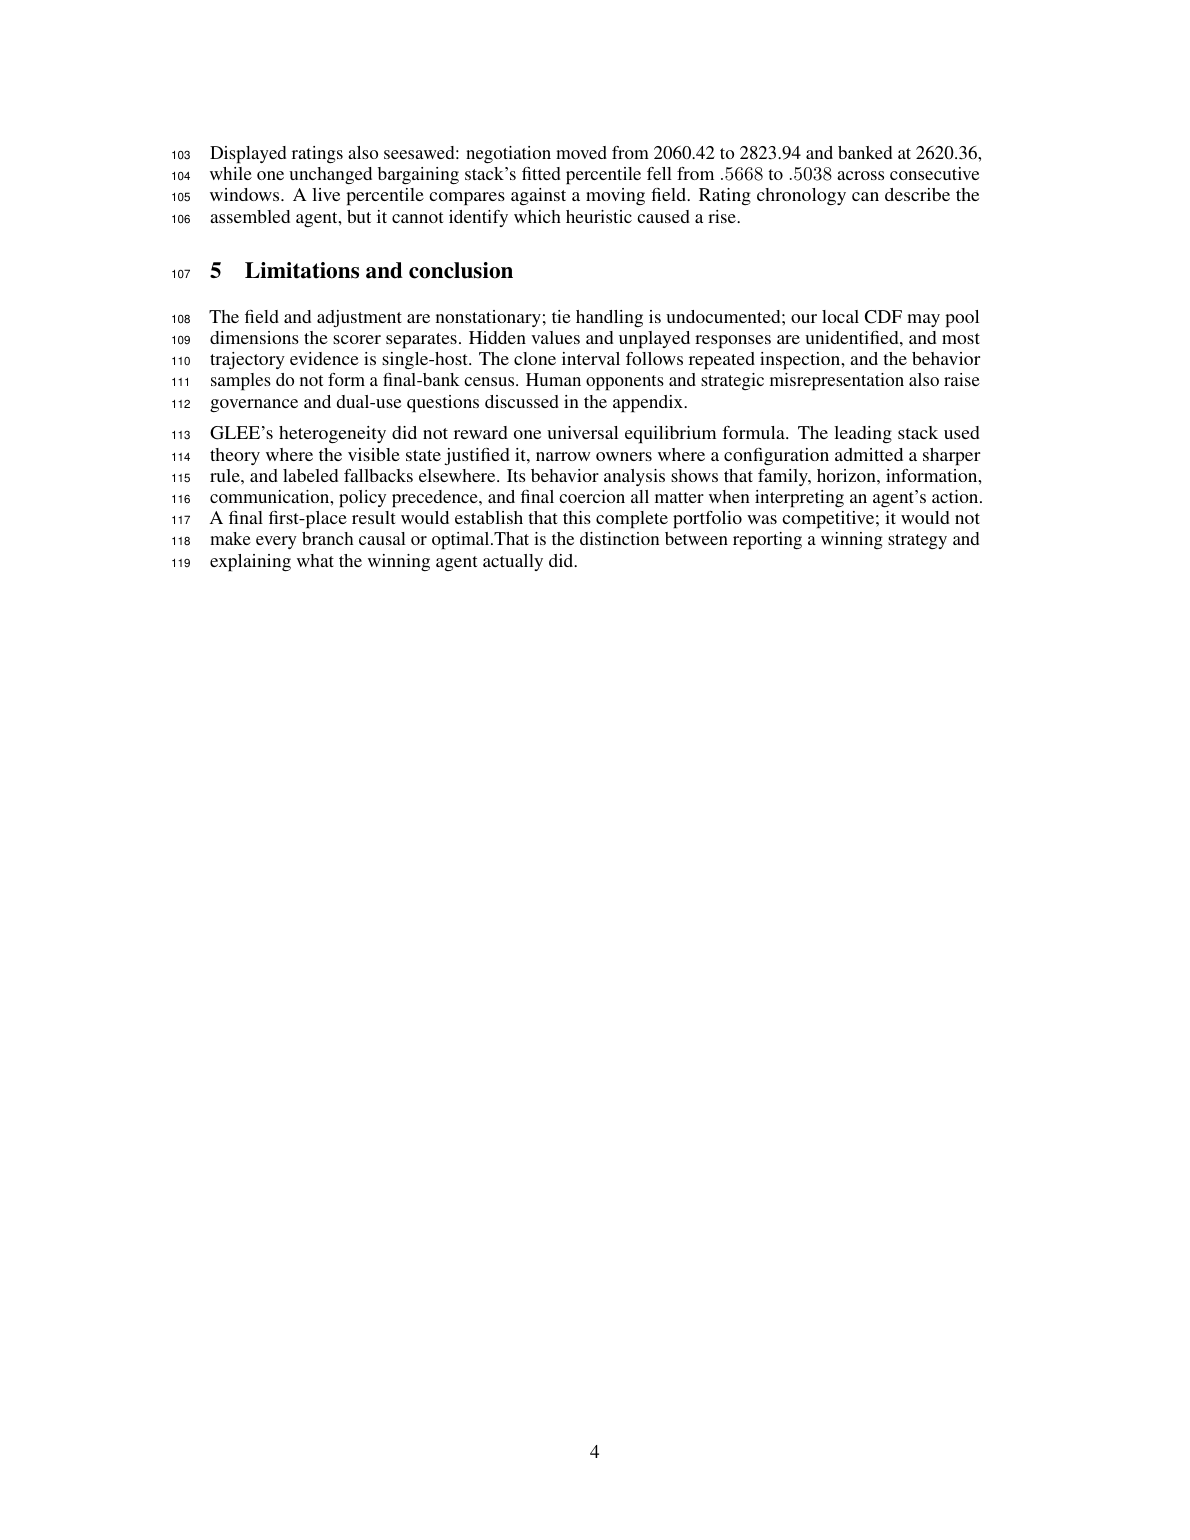 103 Displayed ratings also seesawed: negotiation moved from 2060.42 to 2823.94 and banked at 2620.36,
104 while one unchanged bargaining stack's fitted percentile fell from .5668 to .5038 across consecutive
105 windows. A live percentile compares against a moving field. Rating chronology can describe the
106 assembled agent, but it cannot identify which heuristic caused a rise.
107 5 Limitations and conclusion
108 The field and adjustment are nonstationary; tie handling is undocumented; our local CDF may pool
109 dimensions the scorer separates. Hidden values and unplayed responses are unidentified, and most
110 trajectory evidence is single-host. The clone interval follows repeated inspection, and the behavior
111 samples do not form a final-bank census. Human opponents and strategic misrepresentation also raise
112 governance and dual-use questions discussed in the appendix.
113 GLEE's heterogeneity did not reward one universal equilibrium formula. The leading stack used
114 theory where the visible state justified it, narrow owners where a configuration admitted a sharper
115 rule, and labeled fallbacks elsewhere. Its behavior analysis shows that family, horizon, information,
116 communication, policy precedence, and final coercion all matter when interpreting an agent's action.
117 A final first-place result would establish that this complete portfolio was competitive; it would not
118 make every branch causal or optimal.That is the distinction between reporting a winning strategy and
119 explaining what the winning agent actually did.
4